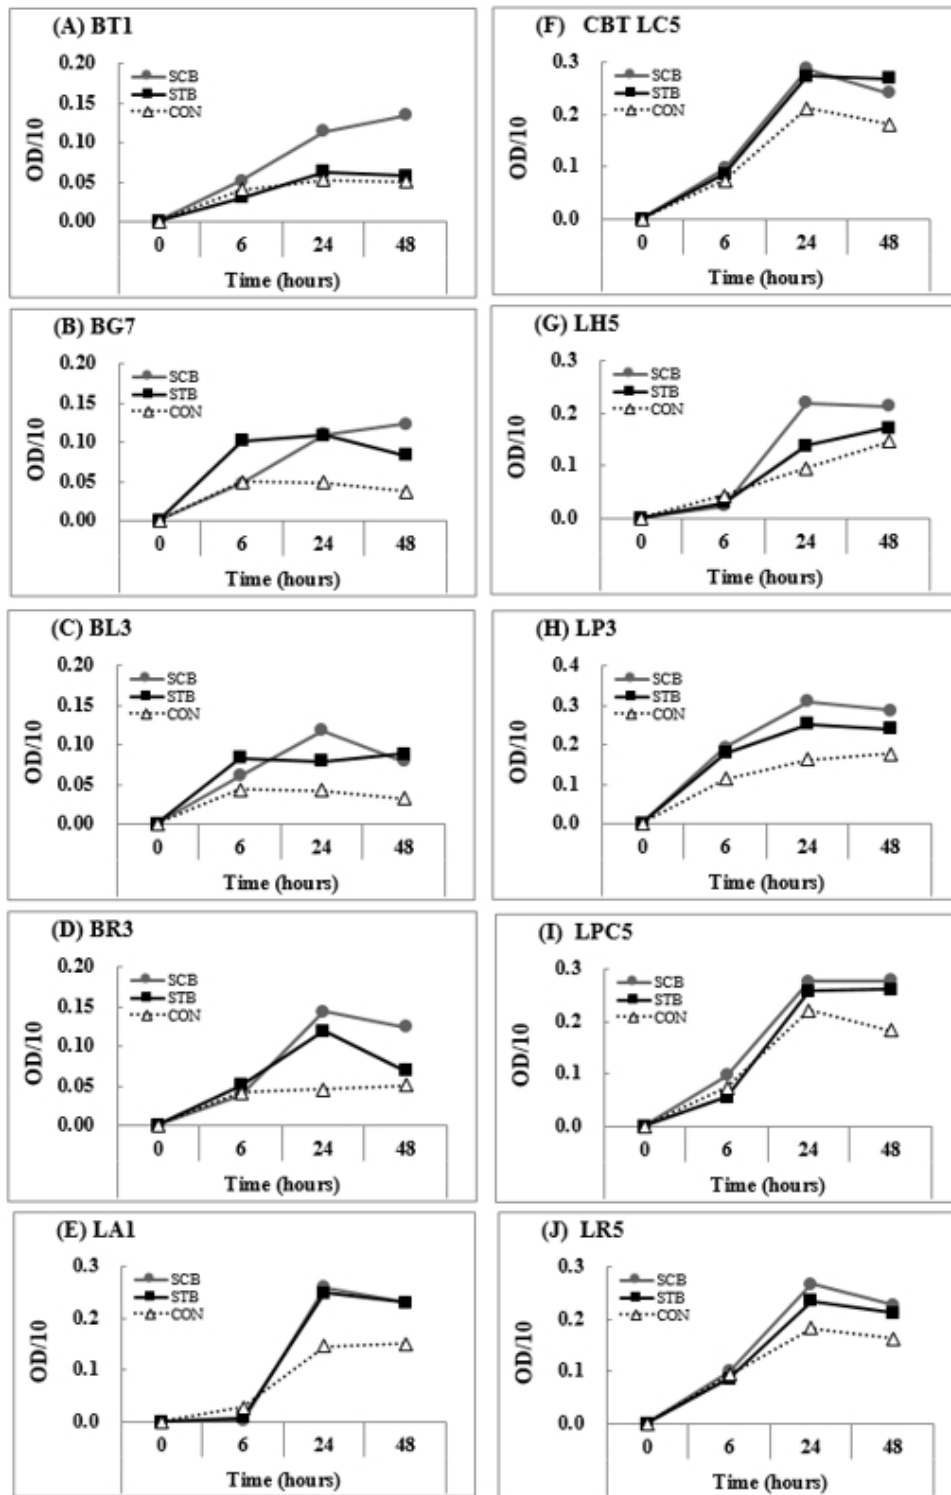 (A) BT1
0.20
0.15
0.10
0.05
0.00
OD/10
SCB
STB
CON
0 6 24 48
Time (hours)
(B) BG7
0.20
0.15
0.10
0.05
0.00
OD/10
SCB
STB
CON
0 6 24 48
Time (hours)
(C) BL3
0.20
0.15
0.10
0.05
0.00
OD/10
SCB
STB
CON
0 6 24 48
Time (hours)
(D) BR3
0.20
0.15
0.10
0.05
0.00
OD/10
SCB
STB
CON
0 6 24 48
Time (hours)
(E) LA1
0.3
0.2
0.1
0.0
OD/10
SCB
STB
CON
0 6 24 48
Time (hours)
(F) CBT LC5
0.3
0.2
0.1
0.0
OD/10
SCB
STB
CON
0 6 24 48
Time (hours)
(G) LH5
0.3
0.2
0.1
0.0
OD/10
SCB
STB
CON
0 6 24 48
Time (hours)
(H) LP3
0.4
0.3
0.2
0.1
0.0
OD/10
SCB
STB
CON
0 6 24 48
Time (hours)
(I) LPC5
0.3
0.2
0.1
0.0
OD/10
SCB
STB
CON
0 6 24 48
Time (hours)
(J) LR5
0.3
0.2
0.1
0.0
OD/10
SCB
STB
CON
0 6 24 48
Time (hours)